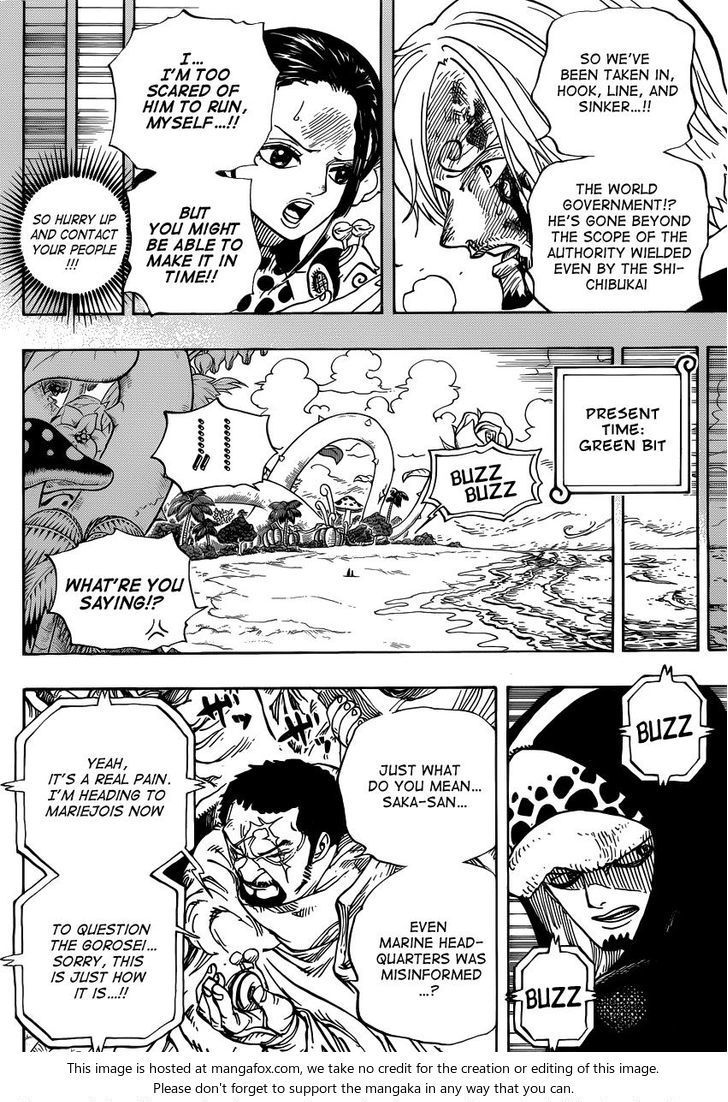 SO WE'VE
BEEN TAKEN IN,
HOOK, LINE, AND
SINKER...!!
THE WORLD
GOVERNMENT!?
HE'S GONE BEYOND
THE SCOPE OF THE
AUTHORITY WIELDED
EVEN BY THE SHI-
CHIBUKAI
I...
I'M TOO
SCARED OF
HIM TO RUN,
MYSELF...!!
BUT
YOU MIGHT
BE ABLE TO
MAKE IT IN
TIME!!
SO HURRY UP
AND CONTACT
YOUR PEOPLE
!!!
PRESENT
TIME:
GREEN BIT
BUZZ
BUZZ
.........!!
WHAT'RE YOU
SAYING!?
BUZZ
BUZZ
JUST WHAT
DO YOU MEAN...
SAKA-SAN...
EVEN
MARINE HEAD-
QUARTERS WAS
MISINFORMED
...?
YEAH,
IT'S A REAL PAIN.
I'M HEADING TO
MARIEJOIS NOW
TO QUESTION
THE GOROSEI...
SORRY, THIS
IS JUST HOW
IT IS...!!
This image is hosted at mangafox.com, we take no credit for the creation or editing of this image.
Please don't forget to support the mangaka in any way that you can.